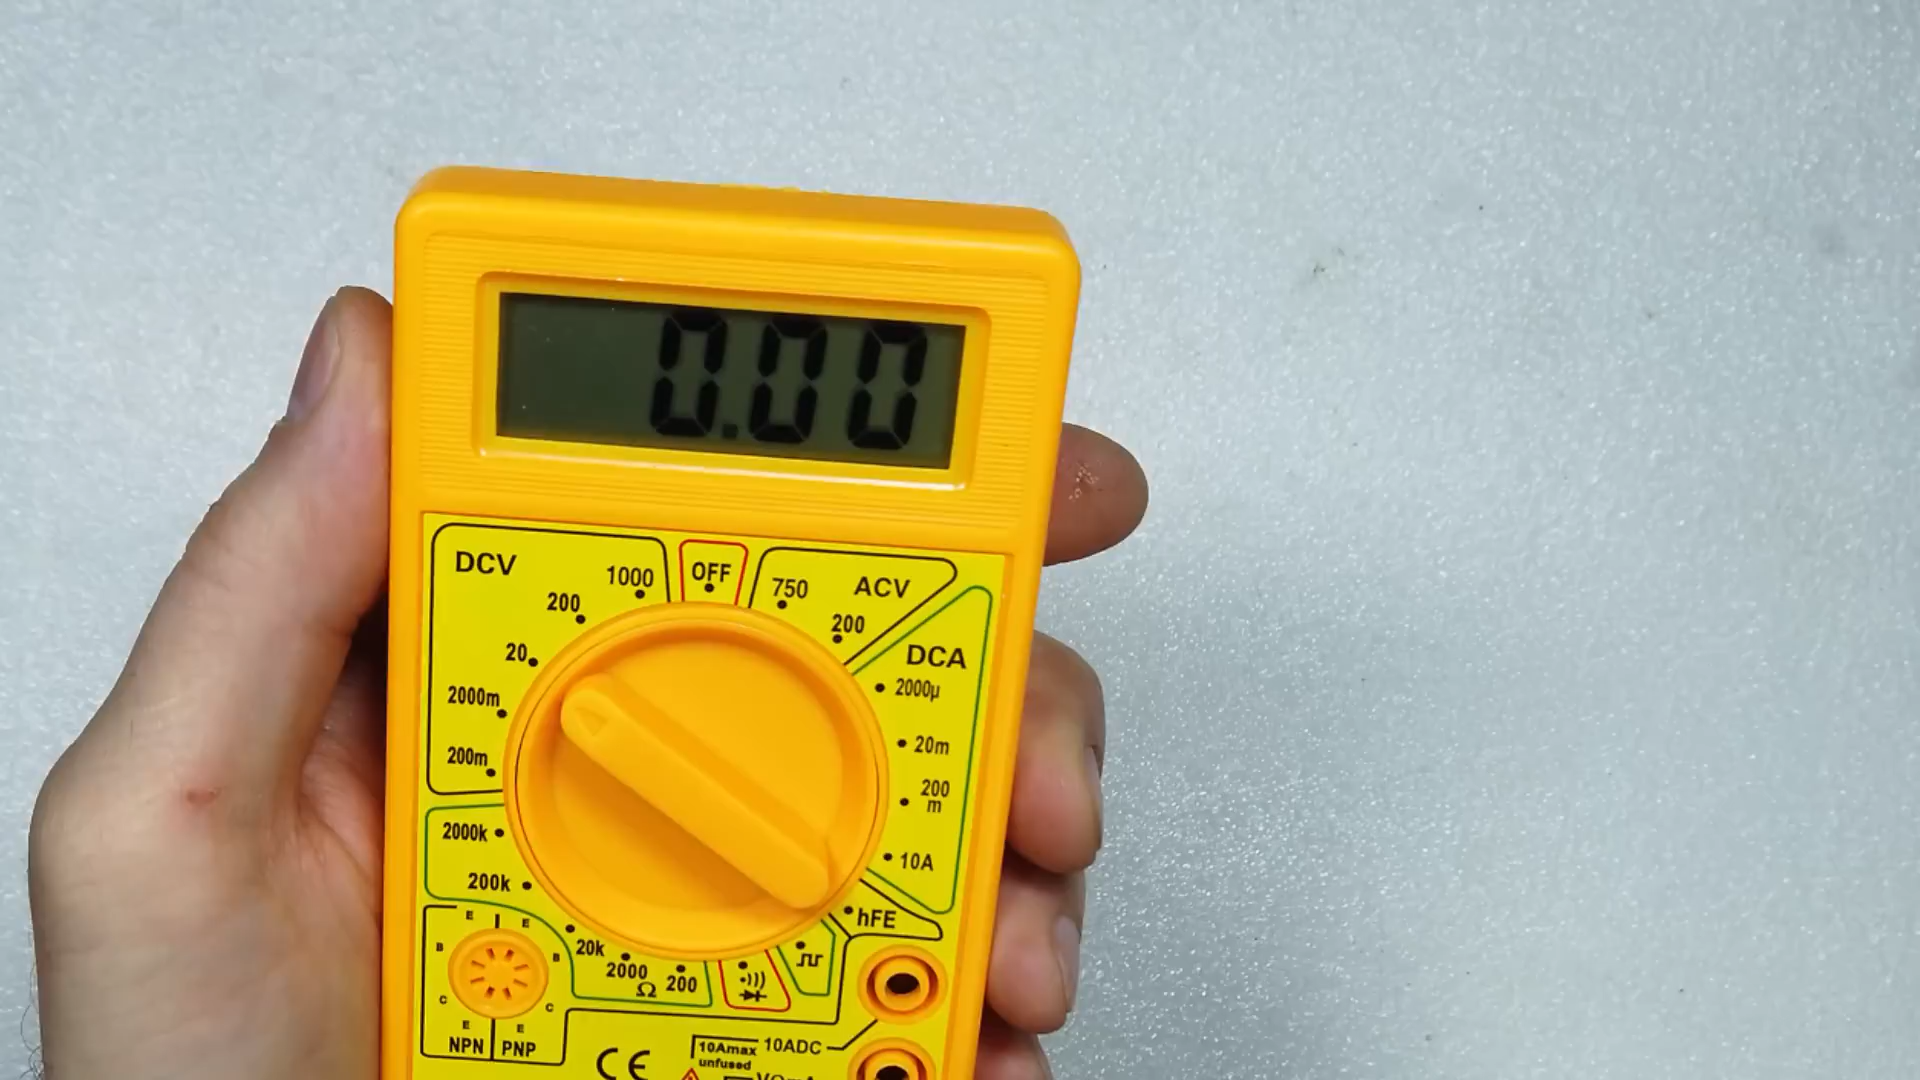 0.00
DCV
OFF
ACV
1000
750
200
200
20
DCA
2000m
2000µ
200m
20m
200
m
2000k
10A
200k
hFE
20k
2000
Ω
200
E
E
B
B
C
C
E
E
NPN
PNP
CE
10Amax
unfused
10ADC